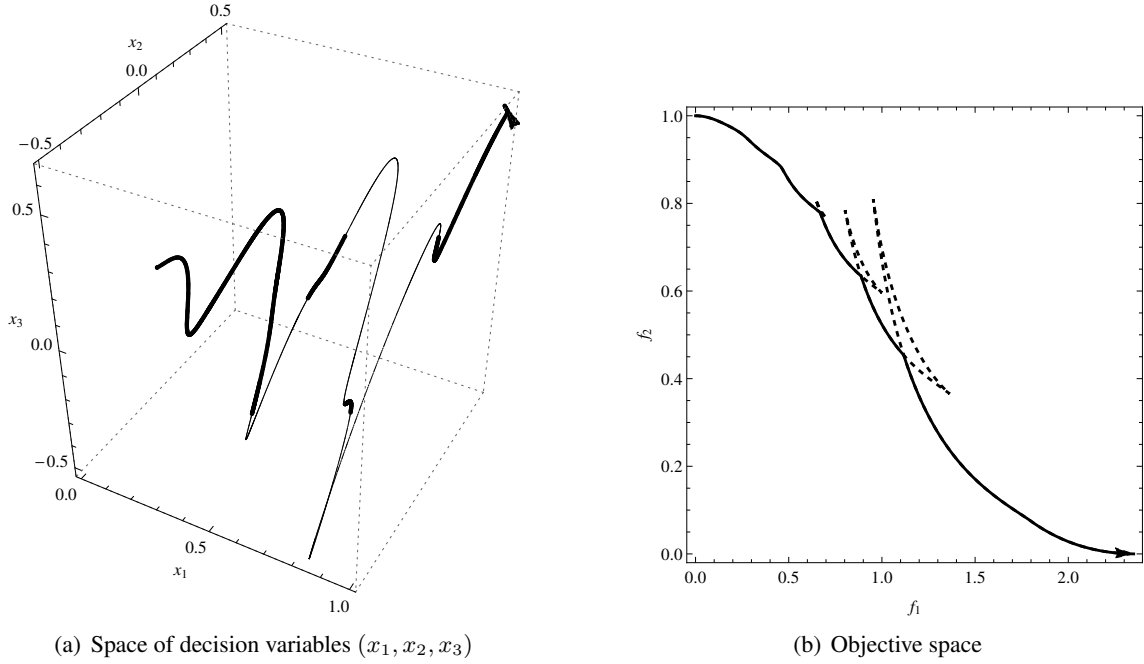 0.5
x₂
0.0
−0.5
0.5
x₃
0.0
−0.5
0.0
0.5
x₁
1.0
1.0
0.8
0.6
f₂
0.4
0.2
0.0
0.0 0.5 1.0 1.5 2.0
f₁
(a) Space of decision variables (x₁, x₂, x₃)
(b) Objective space